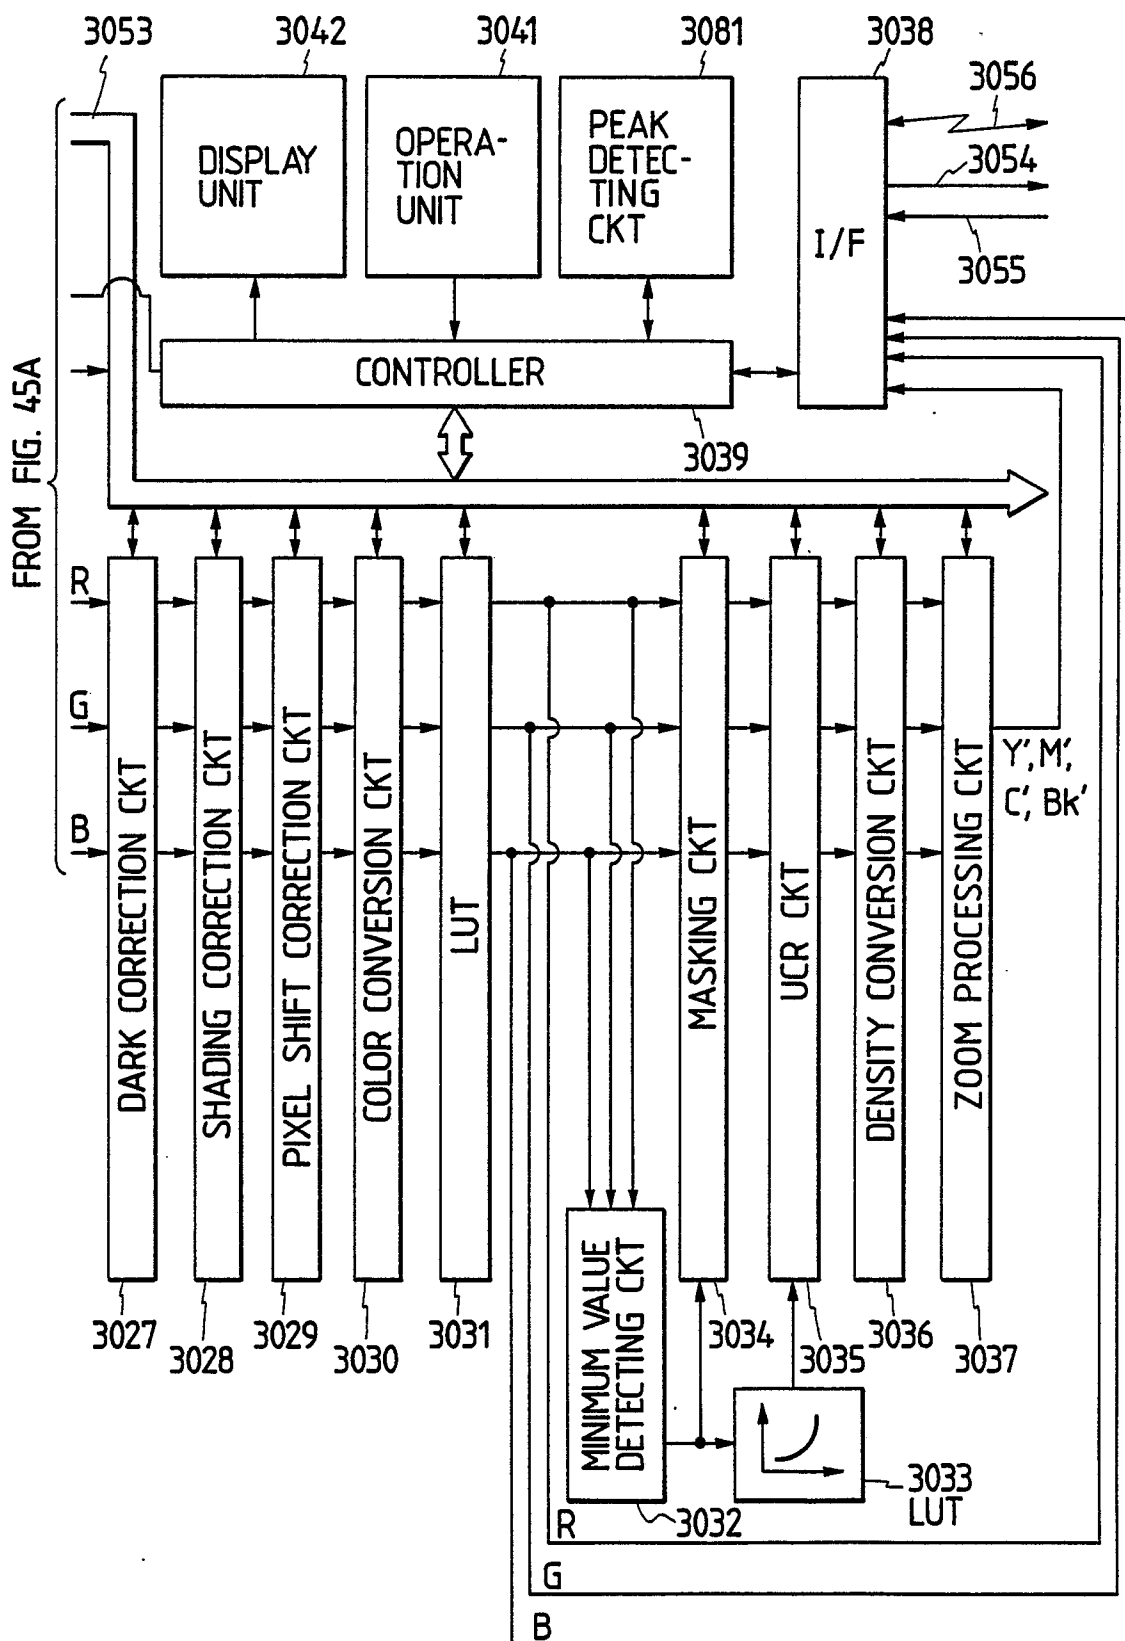 3053
3042
3041
3081
3038
3056
3054
3055
DISPLAY
UNIT
OPERA-
TION
UNIT
PEAK
DETEC-
TING
CKT
I/F
CONTROLLER
3039
FROM FIG. 45A
R
G
B
DARK CORRECTION CKT
SHADING CORRECTION CKT
PIXEL SHIFT CORRECTION CKT
COLOR CONVERSION CKT
LUT
MASKING CKT
UCR CKT
DENSITY CONVERSION CKT
ZOOM PROCESSING CKT
Y', M',
C', Bk'
3027
3028
3029
3030
3031
MINIMUM VALUE
DETECTING CKT
3034
3035
3036
3037
3033
LUT
3032
R
G
B